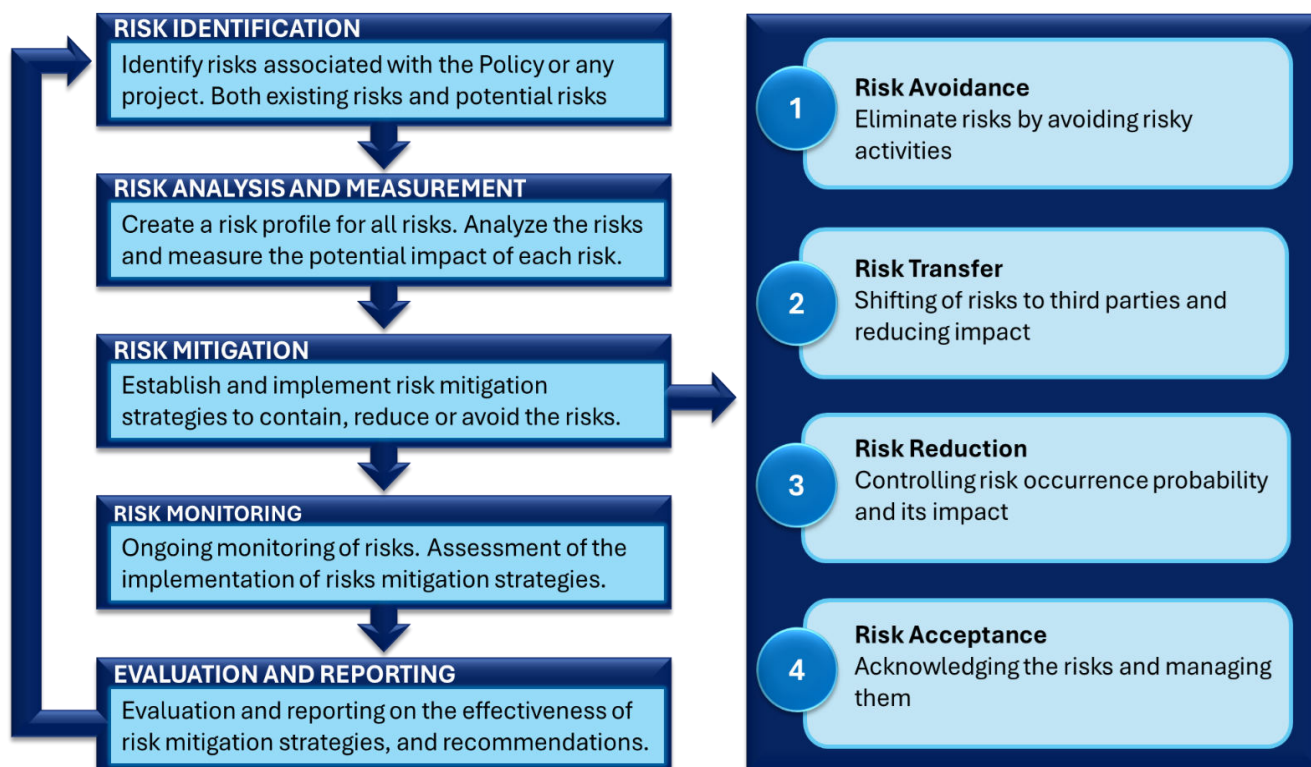 RISK IDENTIFICATION
Identify risks associated with the Policy or any
project. Both existing risks and potential risks
RISK ANALYSIS AND MEASUREMENT
Create a risk profile for all risks. Analyze the risks
and measure the potential impact of each risk.
RISK MITIGATION
Establish and implement risk mitigation
strategies to contain, reduce or avoid the risks.
RISK MONITORING
Ongoing monitoring of risks. Assessment of the
implementation of risks mitigation strategies.
EVALUATION AND REPORTING
Evaluation and reporting on the effectiveness of
risk mitigation strategies, and recommendations.
1
Risk Avoidance
Eliminate risks by avoiding risky
activities
2
Risk Transfer
Shifting of risks to third parties and
reducing impact
3
Risk Reduction
Controlling risk occurrence probability
and its impact
4
Risk Acceptance
Acknowledging the risks and managing
them